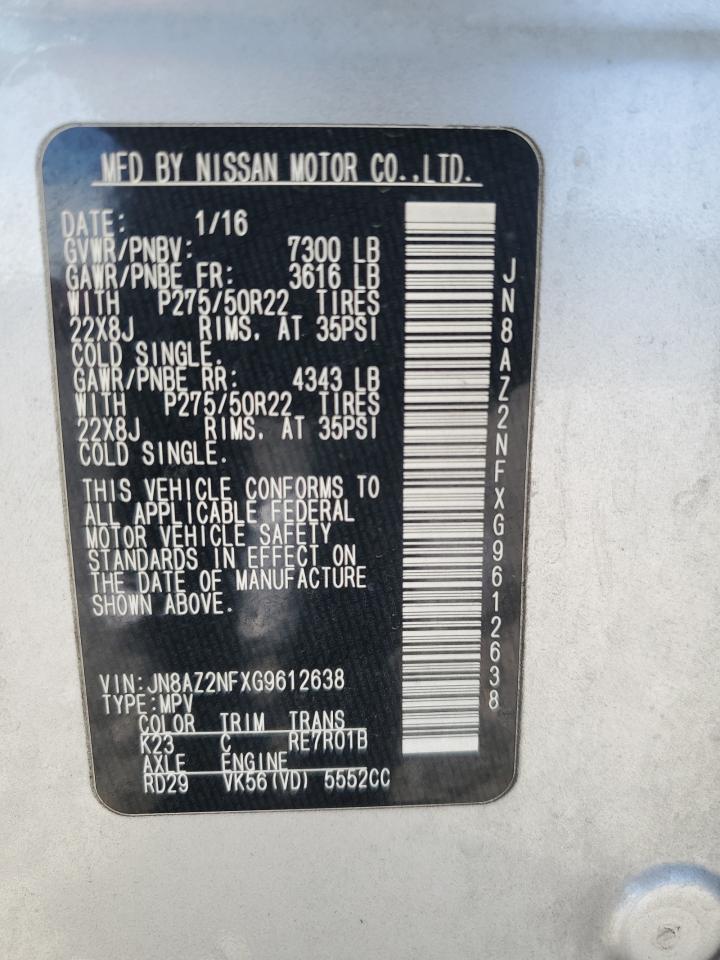 MFD BY NISSAN MOTOR CO.,LTD.
DATE: 1/16
GVWR/PNBV: 7300 LB
GAWR/PNBE FR: 3616 LB
WITH P275/50R22 TIRES
22X8J RIMS, AT 35PSI
COLD SINGLE.
GAWR/PNBE RR: 4343 LB
WITH P275/50R22 TIRES
22X8J RIMS, AT 35PSI
COLD SINGLE.
THIS VEHICLE CONFORMS TO
ALL APPLICABLE FEDERAL
MOTOR VEHICLE SAFETY
STANDARDS IN EFFECT ON
THE DATE OF MANUFACTURE
SHOWN ABOVE.
VIN:JN8AZ2NFXG9612638
TYPE:MPV
COLOR TRIM TRANS
K23 C RE7R01B
AXLE ENGINE
RD29 VK56(VD) 5552CC
JN8AZ2NFXG9612638